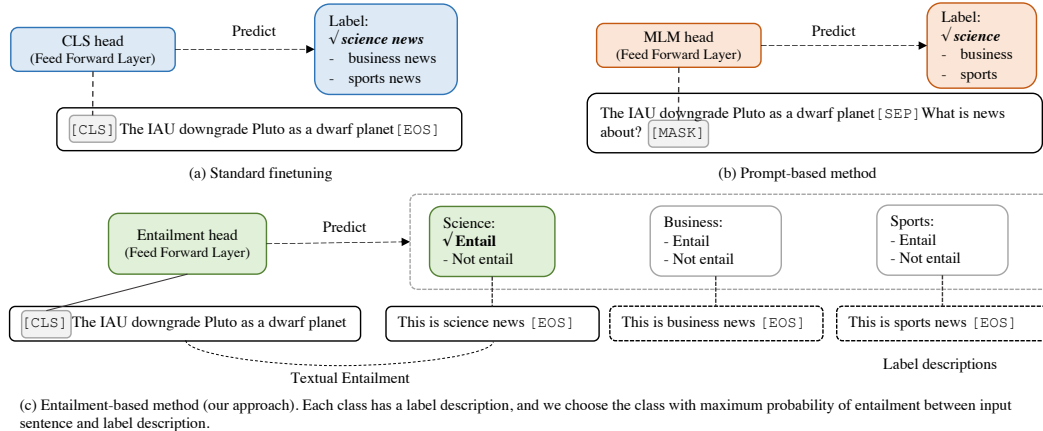 CLS head
(Feed Forward Layer)
Predict
Label:
√ science news
- business news
- sports news
[CLS] The IAU downgrade Pluto as a dwarf planet[EOS]
(a) Standard finetuning
MLM head
(Feed Forward Layer)
Predict
Label:
√ science
- business
- sports
The IAU downgrade Pluto as a dwarf planet[SEP]What is news
about? [MASK]
(b) Prompt-based method
Entailment head
(Feed Forward Layer)
Predict
Science:
√ Entail
- Not entail
Business:
- Entail
- Not entail
Sports:
- Entail
- Not entail
[CLS] The IAU downgrade Pluto as a dwarf planet
This is science news [EOS]
This is business news [EOS]
This is sports news [EOS]
Textual Entailment
Label descriptions
(c) Entailment-based method (our approach). Each class has a label description, and we choose the class with maximum probability of entailment between input
sentence and label description.